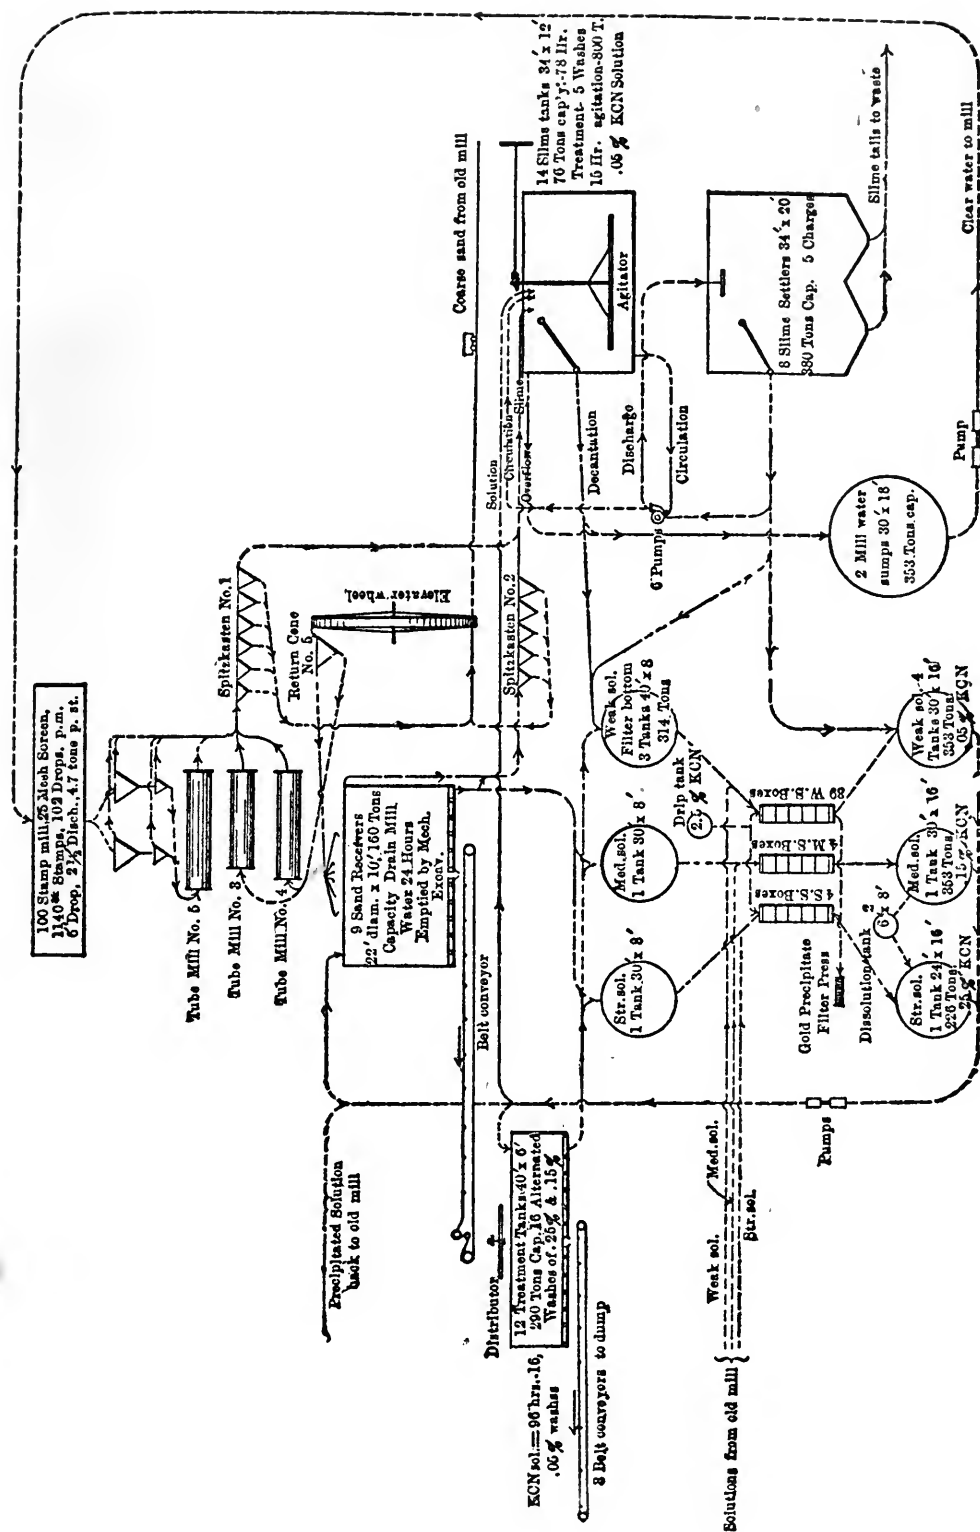 100 Stamp mill, 25 Mesh Screen,
1140# Stamps, 102 Drops, p.m.
6 Drop, 2½ Disch., 4.7 tons p. st.
Tube Mill No. 5
Tube Mill No. 3
Tube Mill No. 4
Spitzkasten No.1
Return Cone
No. 5
Elevater wheel
Coarse sand from old mill
14 Slime tanks 34′ x 12′
76 Tons cap'y.-78 Hr.
Treatment- 5 Washes
15 Hr. agitation-800 T.
.05 % KCN Solution
Agitator
Solution
Circulation
Slime
Overflow
Decantation
Discharge
Circulation
6 Pumps
8 Slime Settlers 34′ x 20′
380 Tons Cap. 5 Charges
Slime tails to waste
Clear water to mill
Pump
2 Mill water
sumps 30′ x 18′
353.Tons.cap.
9 Sand Receivers
22′ diam. x 10′, 160 Tons
Capacity Drain Mill
Water 24 Hours
Emptied by Mech.
Exonv.
Belt conveyor
Spitzkasten No.2
Precipitated Solution
back to old mill
Distributor
12 Treatment Tanks 40′x 6′
290 Tons Cap. 16 Alternated
Washes of .25% & .15%
KCN sol.=96 hrs.-16,
.05 % washes
3 Belt conveyors to dump
Weak sol.
Filter bottom
3 Tanks 40′x 8
314 Tons
Med. sol.
1 Tank 30′x 8′
Str. sol.
1 Tank 30′x 8′
Drip tank
% KCN
39 W.S. Boxes
4 M.S. Boxes
4 S.S. Boxes
Gold Precipitate
Filter Press
Dissolution tank 2
6′x 8′
Weak sol.-4
Tanks 30′ x 16′
353 Tons
.05 % KCN
Med. sol.
1 Tank 30′ x 16′
353 Tons
.15 % KCN
Str. sol.
1 Tank 24′ x 16′
226 Tons
.25 % KCN
Pumps
Weak sol.
Med. sol.
Str. sol.
Solutions from old mill